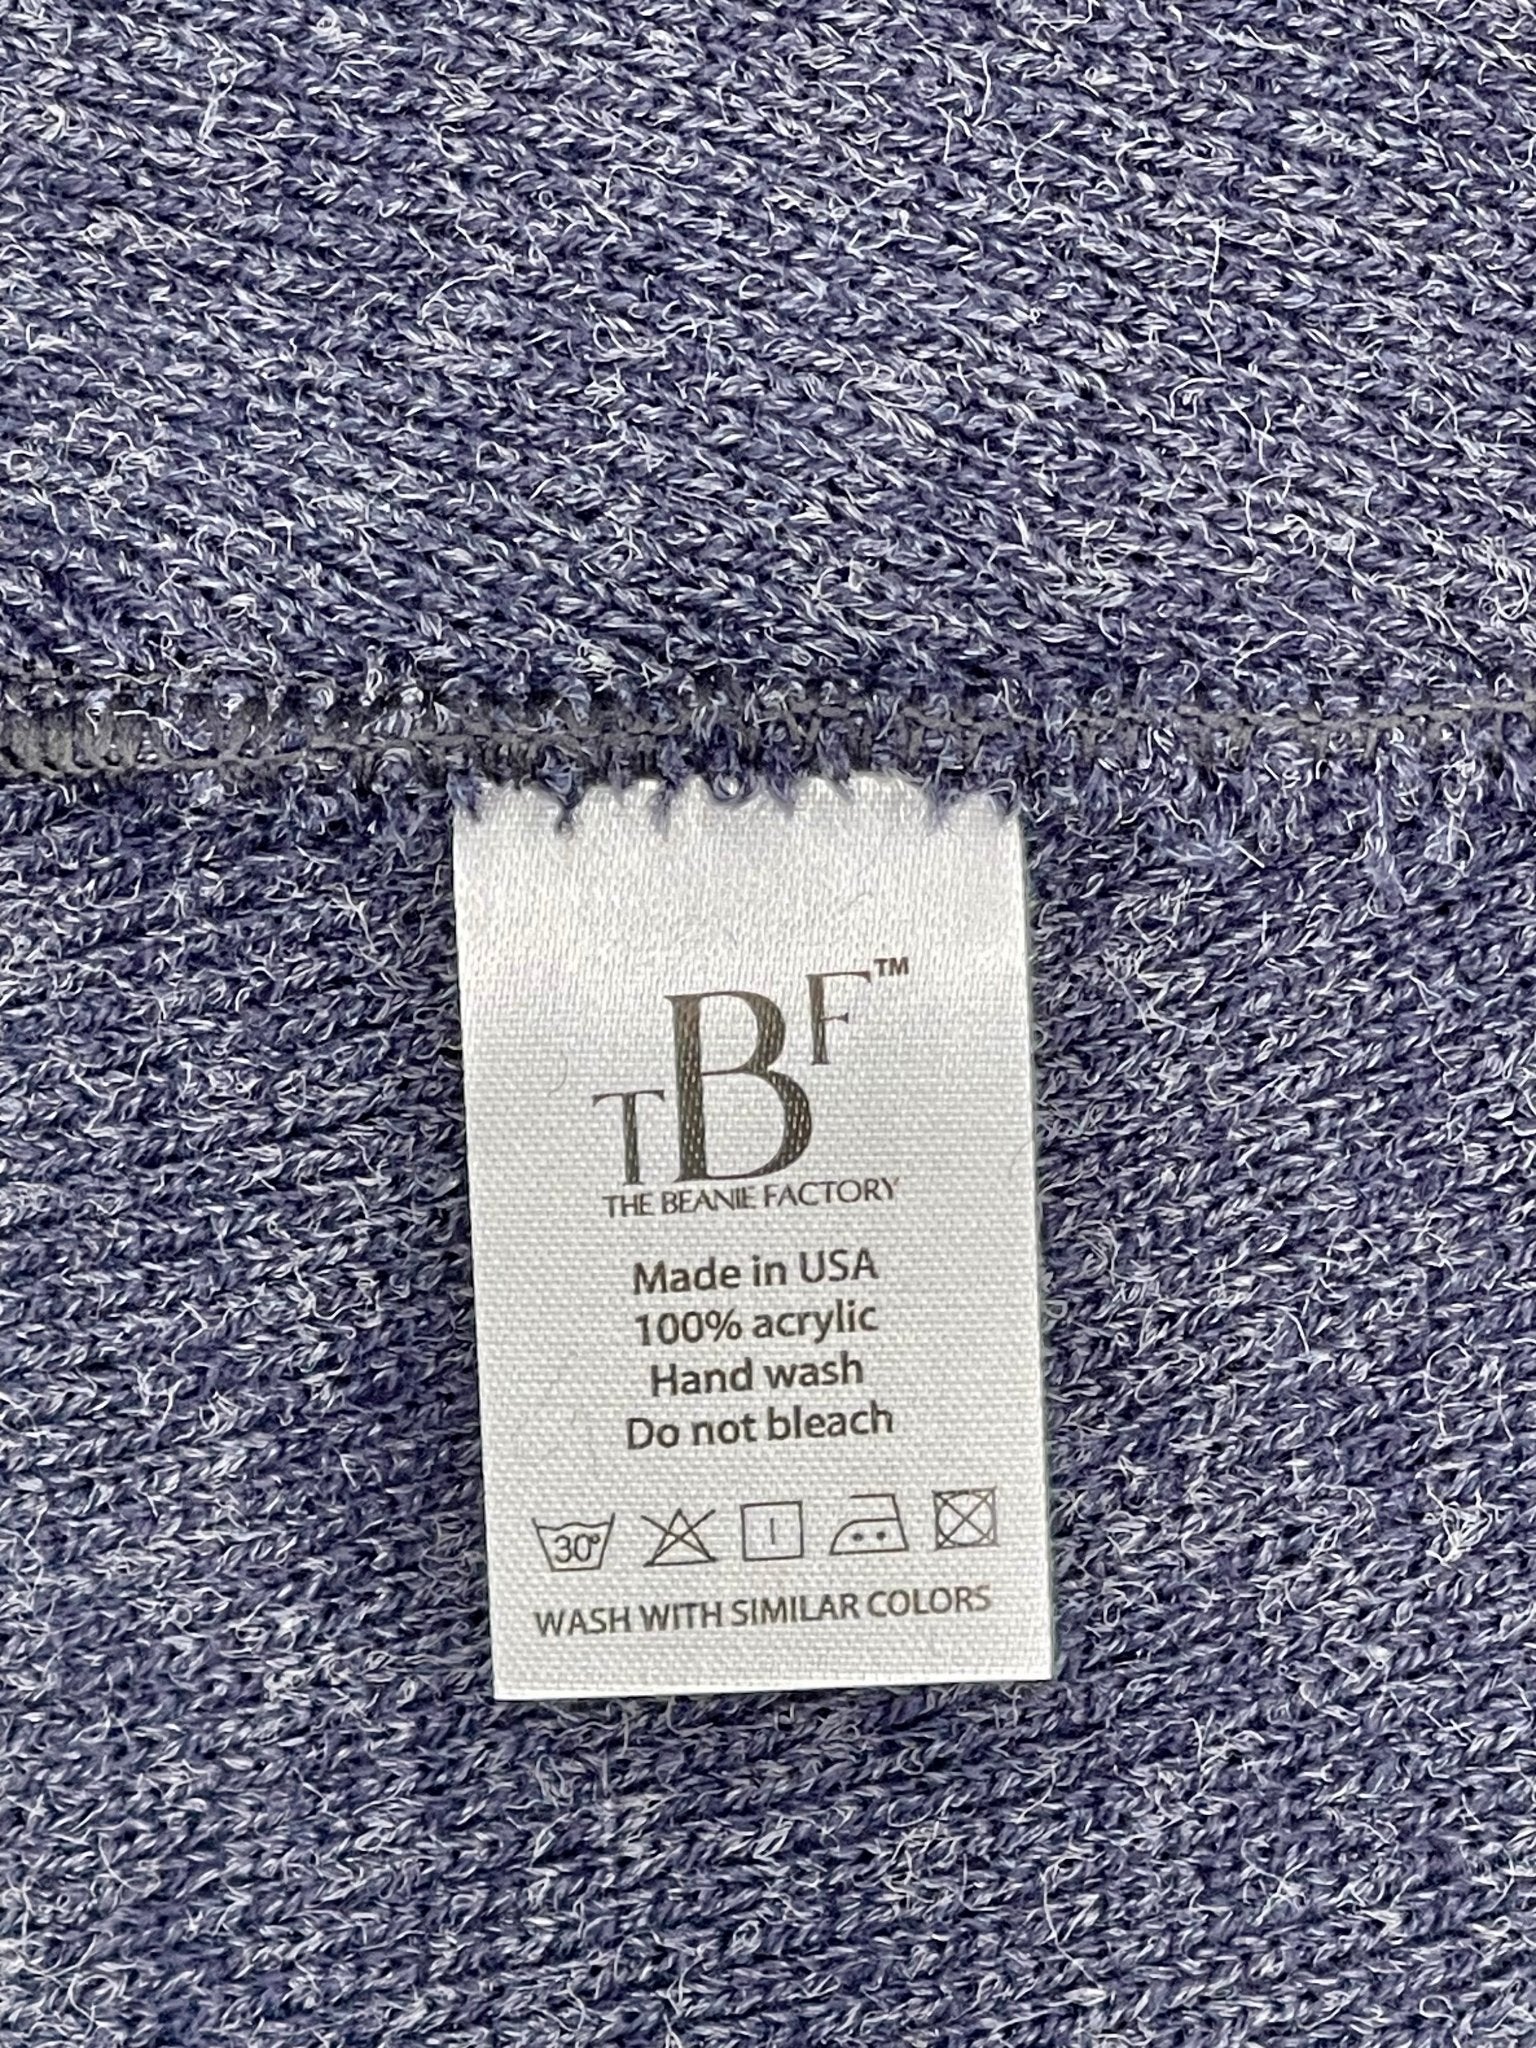 TBF™
THE BEANIE FACTORY
Made in USA
100% acrylic
Hand wash
Do not bleach
30°
WASH WITH SIMILAR COLORS